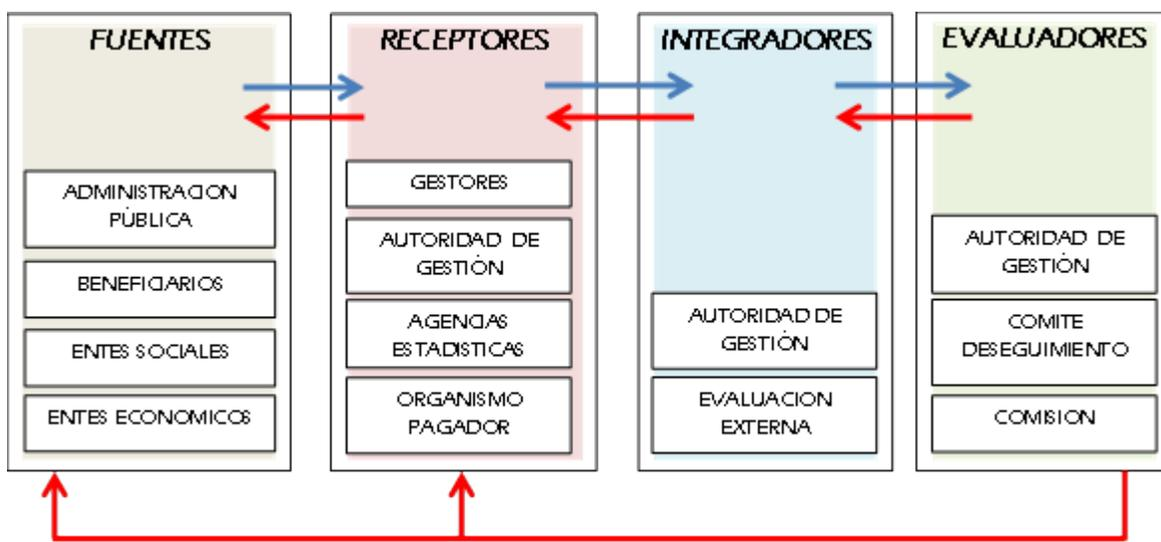 FUENTES
ADMINISTRACION
PÚBLICA
BENEFICIARIOS
ENTES SOCIALES
ENTES ECONOMICOS
RECEPTORES
GESTORES
AUTORIDAD DE
GESTIÓN
AGENCIAS
ESTADISTICAS
ORGANISMO
PAGADOR
INTEGRADORES
AUTORIDAD DE
GESTIÓN
EVALUACION
EXTERNA
EVALUADORES
AUTORIDAD DE
GESTIÓN
COMITE
DESEGUIMIENTO
COMISION